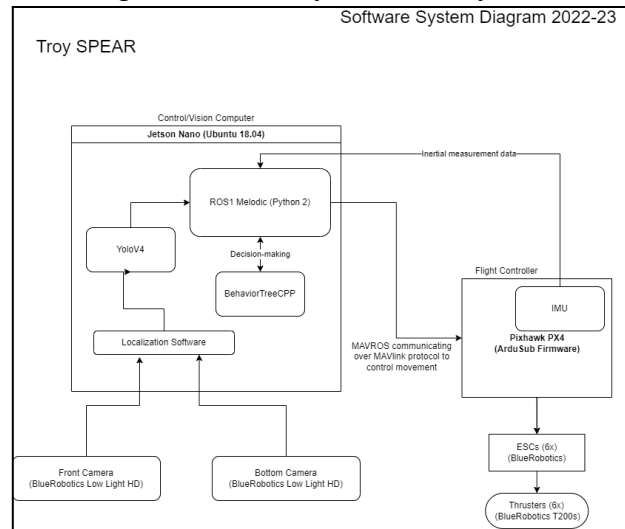 Software System Diagram 2022-23
Troy SPEAR
Control/Vision Computer
Jetson Nano (Ubuntu 18.04)
Inertial measurement data
ROS1 Melodic (Python 2)
YoloV4
Decision-making
BehaviorTreeCPP
Flight Controller
IMU
Pixhawk PX4
(ArduSub Firmware)
Localization Software
MAVROS communicating
over MAVlink protocol to
control movement
ESCs (6x)
(BlueRobotics)
Front Camera
(BlueRobotics Low Light HD)
Bottom Camera
(BlueRobotics Low Light HD)
Thrusters (6x)
(BlueRobotics T200s)